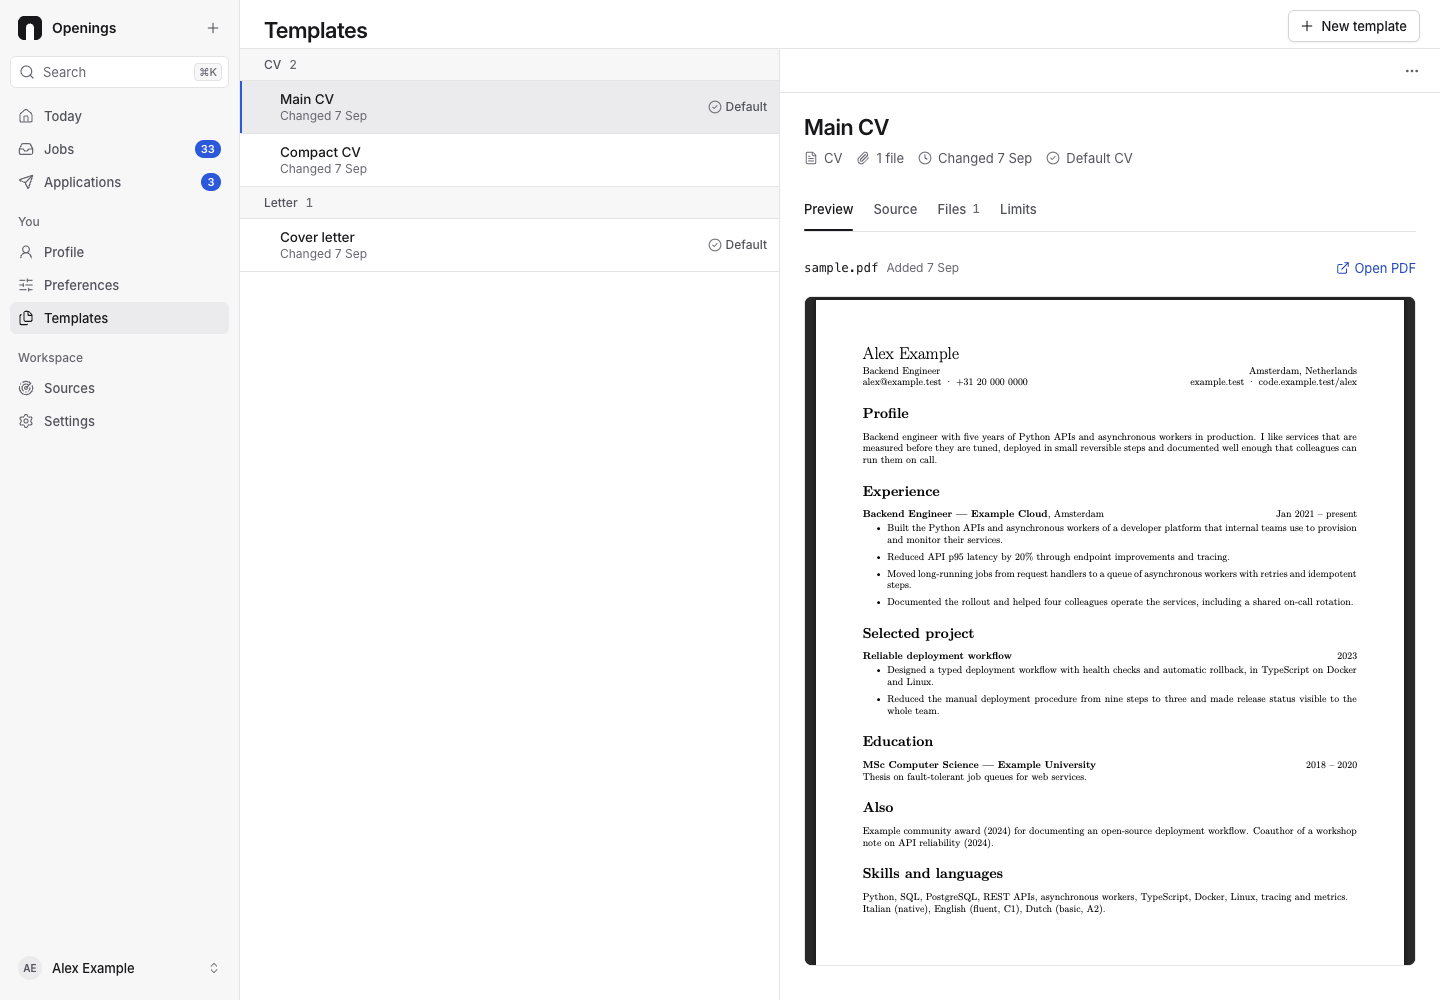 Openings
Search ⌘K
Today
Jobs 33
Applications 3
You
Profile
Preferences
Templates
Workspace
Sources
Settings
AE Alex Example
Templates
New template
CV 2
Main CV
Changed 7 Sep
Default
Compact CV
Changed 7 Sep
Letter 1
Cover letter
Changed 7 Sep
Default
Main CV
CV 1 file Changed 7 Sep Default CV
Preview Source Files 1 Limits
sample.pdf Added 7 Sep Open PDF
Alex Example
Backend Engineer Amsterdam, Netherlands
alex@example.test · +31 20 000 0000 example.test · code.example.test/alex
Profile
Backend engineer with five years of Python APIs and asynchronous workers in production. I like services that are
measured before they are tuned, deployed in small reversible steps and documented well enough that colleagues can
run them on call.
Experience
Backend Engineer — Example Cloud, Amsterdam Jan 2021 – present
• Built the Python APIs and asynchronous workers of a developer platform that internal teams use to provision
and monitor their services.
• Reduced API p95 latency by 20% through endpoint improvements and tracing.
• Moved long-running jobs from request handlers to a queue of asynchronous workers with retries and idempotent
steps.
• Documented the rollout and helped four colleagues operate the services, including a shared on-call rotation.
Selected project
Reliable deployment workflow 2023
• Designed a typed deployment workflow with health checks and automatic rollback, in TypeScript on Docker
and Linux.
• Reduced the manual deployment procedure from nine steps to three and made release status visible to the
whole team.
Education
MSc Computer Science — Example University 2018 – 2020
Thesis on fault-tolerant job queues for web services.
Also
Example community award (2024) for documenting an open-source deployment workflow. Coauthor of a workshop
note on API reliability (2024).
Skills and languages
Python, SQL, PostgreSQL, REST APIs, asynchronous workers, TypeScript, Docker, Linux, tracing and metrics.
Italian (native), English (fluent, C1), Dutch (basic, A2).